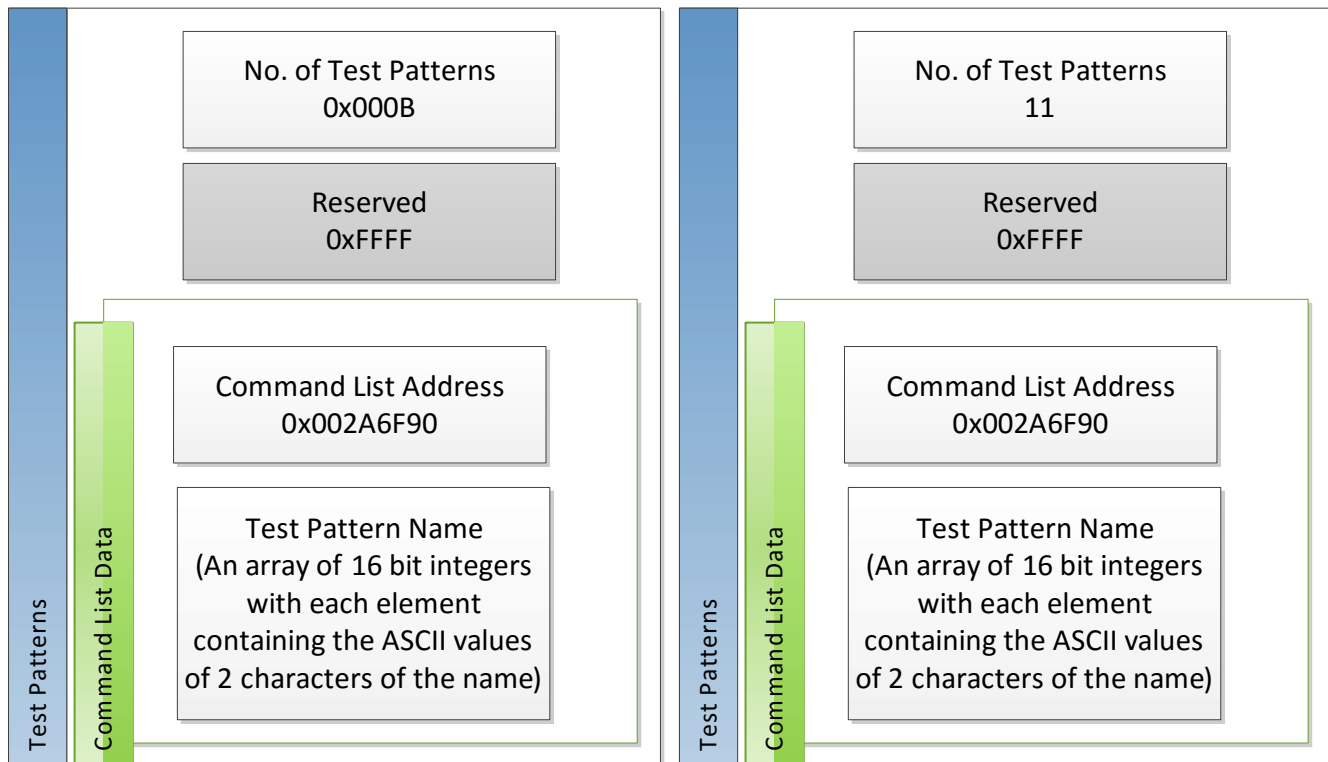 No. of Test Patterns
0x000B
Reserved
0xFFFF
Command List Address
0x002A6F90
Test Pattern Name
(An array of 16 bit integers
with each element
containing the ASCII values
of 2 characters of the name)
Command List Data
Test Patterns
No. of Test Patterns
11
Reserved
0xFFFF
Command List Address
0x002A6F90
Test Pattern Name
(An array of 16 bit integers
with each element
containing the ASCII values
of 2 characters of the name)
Command List Data
Test Patterns